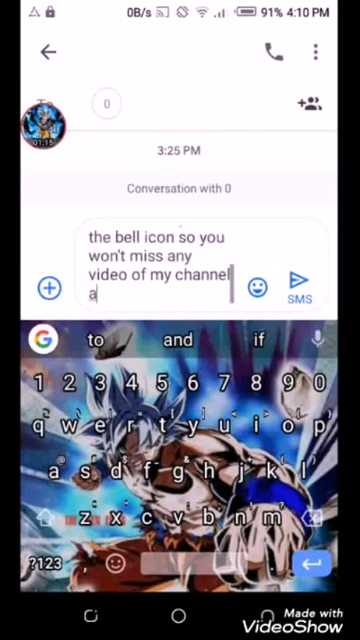 0B/s 91% 4:10 PM
0
01:15
3:25 PM
Conversation with 0
the bell icon so you
won't miss any
video of my channel
a
SMS
G to and if
1 2 3 4 5 6 7 8 9 0
q w e r t y u i o p
a s d f g h j k l
z x c v b n m
?123 , .
Made with
VideoShow